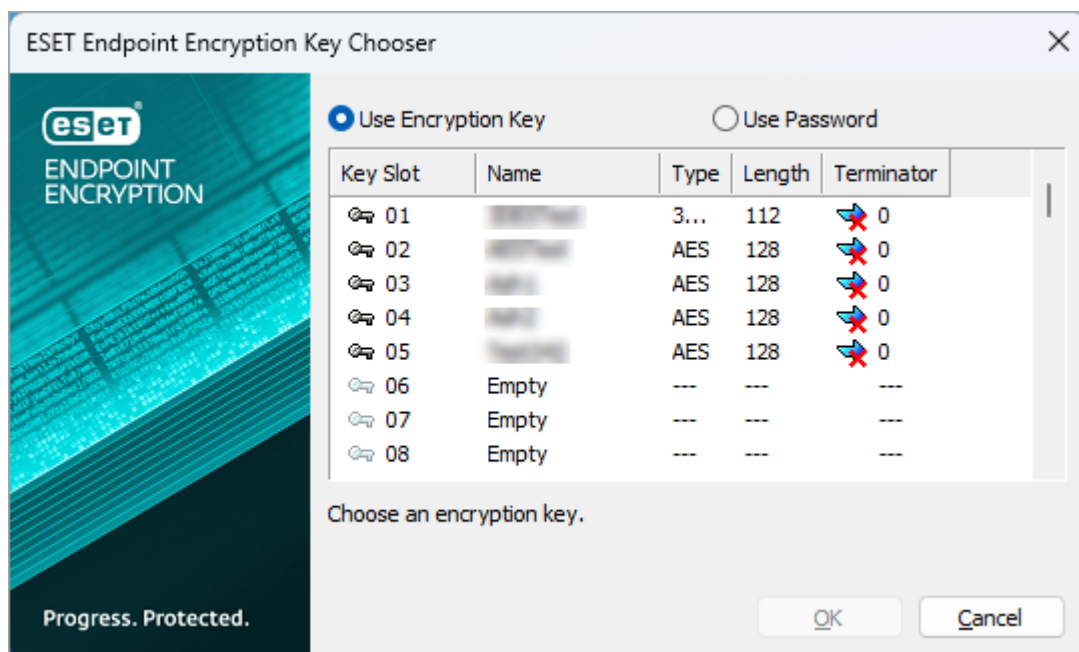 ESET Endpoint Encryption Key Chooser
eset®
ENDPOINT
ENCRYPTION
Use Encryption Key Use Password
Key Slot Name Type Length Terminator
01 3... 112 0
02 AES 128 0
03 AES 128 0
04 AES 128 0
05 AES 128 0
06 Empty --- --- ---
07 Empty --- --- ---
08 Empty --- --- ---
Choose an encryption key.
Progress. Protected.
OK Cancel